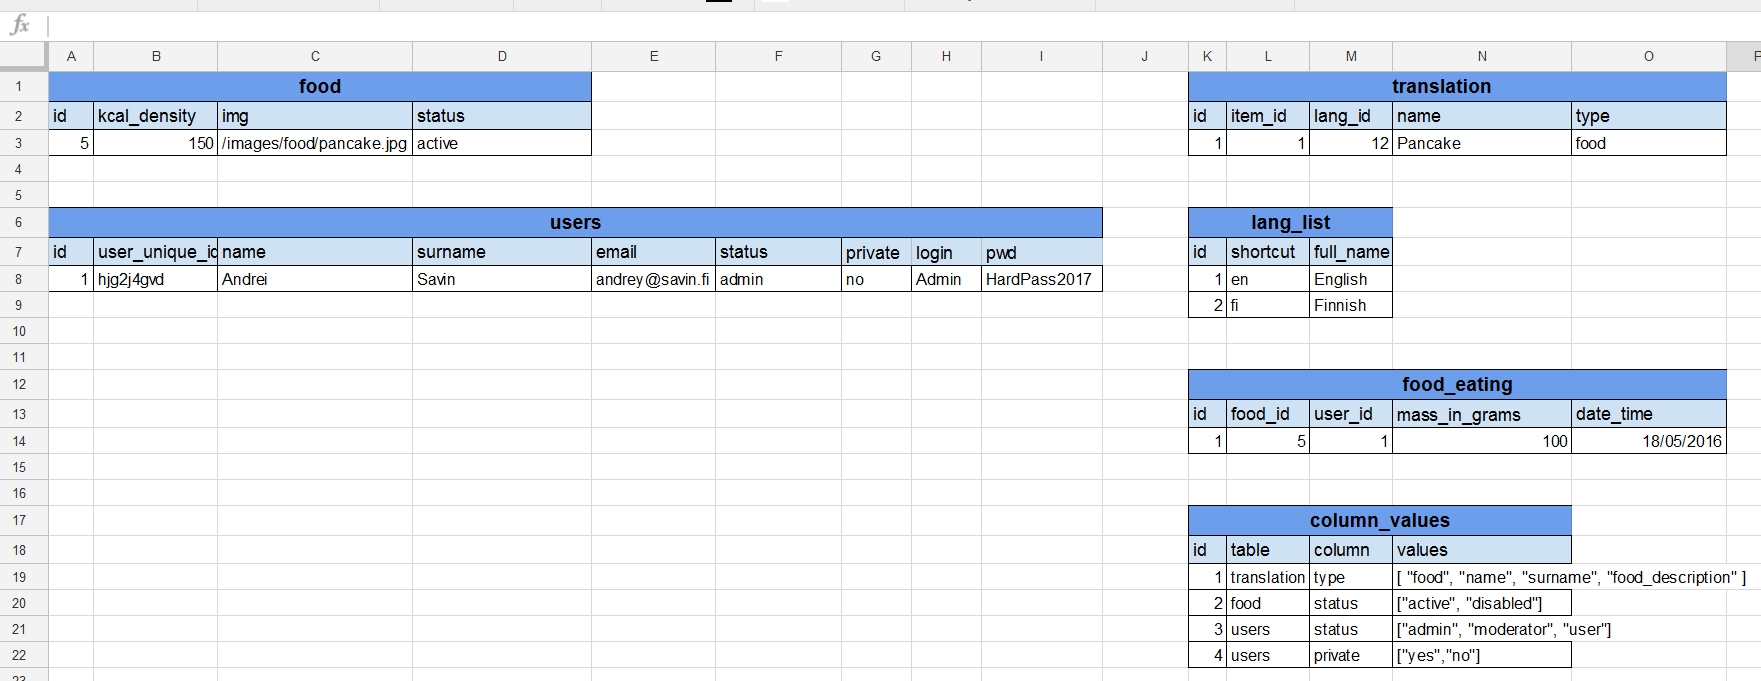 fx
A B C D E F G H I J K L M N O
1 food translation
2 id kcal_density img status id item_id lang_id name type
3 5 150 /images/food/pancake.jpg active 1 1 12 Pancake food
4
5
6 users lang_list
7 id user_unique_id name surname email status private login pwd id shortcut full_name
8 1 hjg2j4gvd Andrei Savin andrey@savin.fi admin no Admin HardPass2017 1 en English
9 2 fi Finnish
10
11
12 food_eating
13 id food_id user_id mass_in_grams date_time
14 1 5 1 100 18/05/2016
15
16
17 column_values
18 id table column values
19 1 translation type [ "food", "name", "surname", "food_description" ]
20 2 food status ["active", "disabled"]
21 3 users status ["admin", "moderator", "user"]
22 4 users private ["yes","no"]